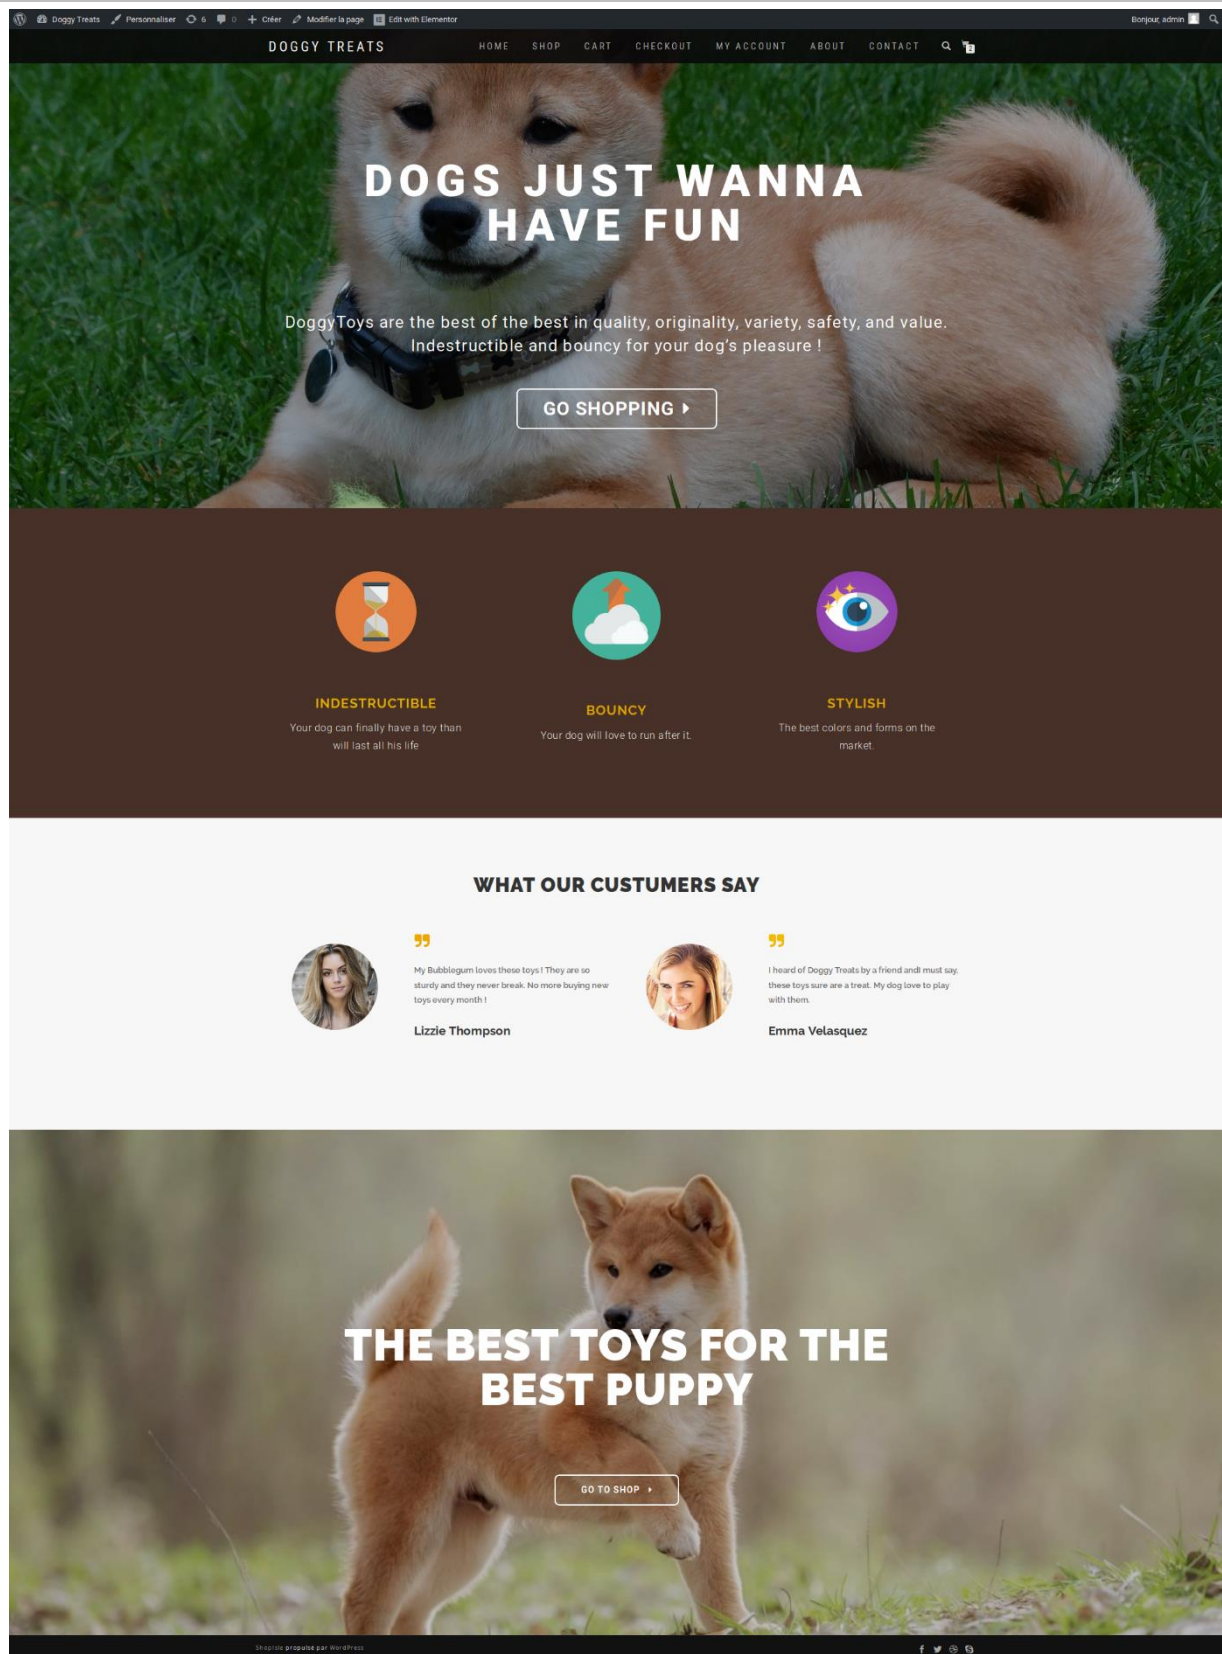 Doggy Treats Personnaliser 6 0 Créer Modifier la page Edit with Elementor Bonjour, admin
DOGGY TREATS HOME SHOP CART CHECKOUT MY ACCOUNT ABOUT CONTACT 2
DOGS JUST WANNA
HAVE FUN
DoggyToys are the best of the best in quality, originality, variety, safety, and value.
Indestructible and bouncy for your dog's pleasure !
GO SHOPPING
INDESTRUCTIBLE
Your dog can finally have a toy than
will last all his life
BOUNCY
Your dog will love to run after it.
STYLISH
The best colors and forms on the
market.
WHAT OUR CUSTUMERS SAY
My Bubblegum loves these toys ! They are so
sturdy and they never break. No more buying new
toys every month !
Lizzie Thompson
I heard of Doggy Treats by a friend andI must say,
these toys sure are a treat. My dog love to play
with them.
Emma Velasquez
THE BEST TOYS FOR THE
BEST PUPPY
GO TO SHOP
ShopIsle propulsé par WordPress